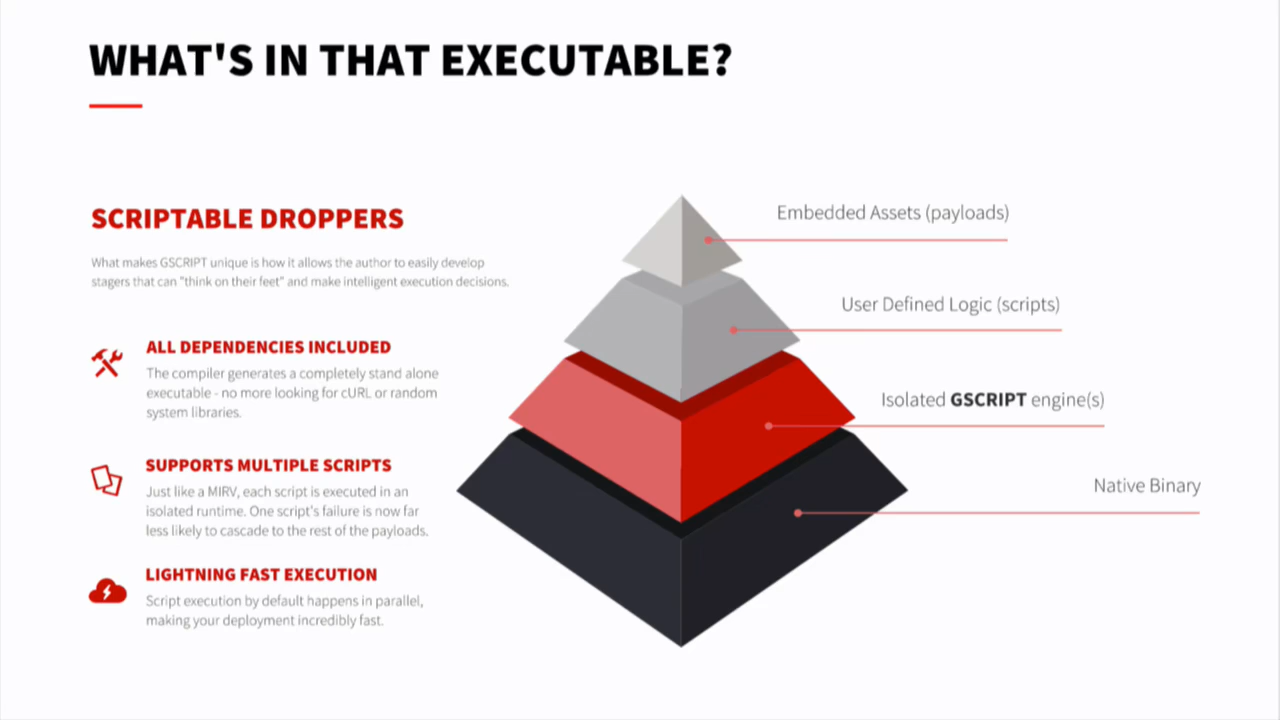 WHAT'S IN THAT EXECUTABLE?
SCRIPTABLE DROPPERS
What makes GSCRIPT unique is how it allows the author to easily develop
stagers that can "think on their feet" and make intelligent execution decisions.
ALL DEPENDENCIES INCLUDED
The compiler generates a completely stand alone
executable - no more looking for cURL or random
system libraries.
SUPPORTS MULTIPLE SCRIPTS
Just like a MIRV, each script is executed in an
isolated runtime. One script's failure is now far
less likely to cascade to the rest of the payloads.
LIGHTNING FAST EXECUTION
Script execution by default happens in parallel,
making your deployment incredibly fast.
Embedded Assets (payloads)
User Defined Logic (scripts)
Isolated GSCRIPT engine(s)
Native Binary